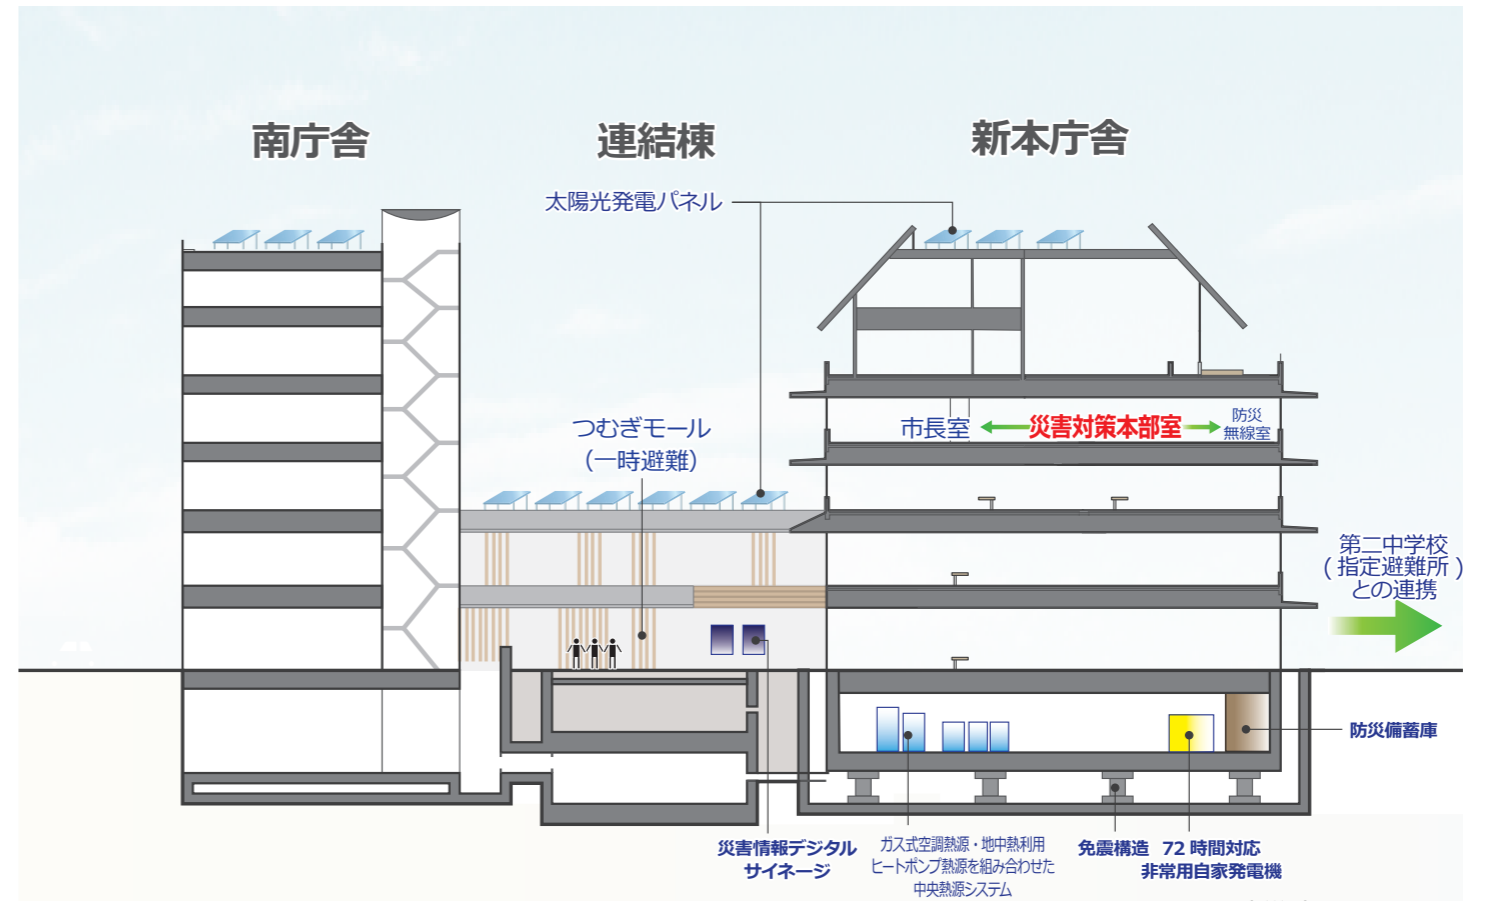 南庁舎
連結棟
新本庁舎
太陽光発電パネル
つむぎモール
(一時避難)
市長室
災害対策本部室
防災
無線室
第二中学校
( 指定避難所 )
との連携
防災備蓄庫
災害情報デジタル
サイネージ
ガス式空調熱源・地中熱利用
ヒートポンプ熱源を組み合わせた
中央熱源システム
免震構造
72 時間対応
非常用自家発電機